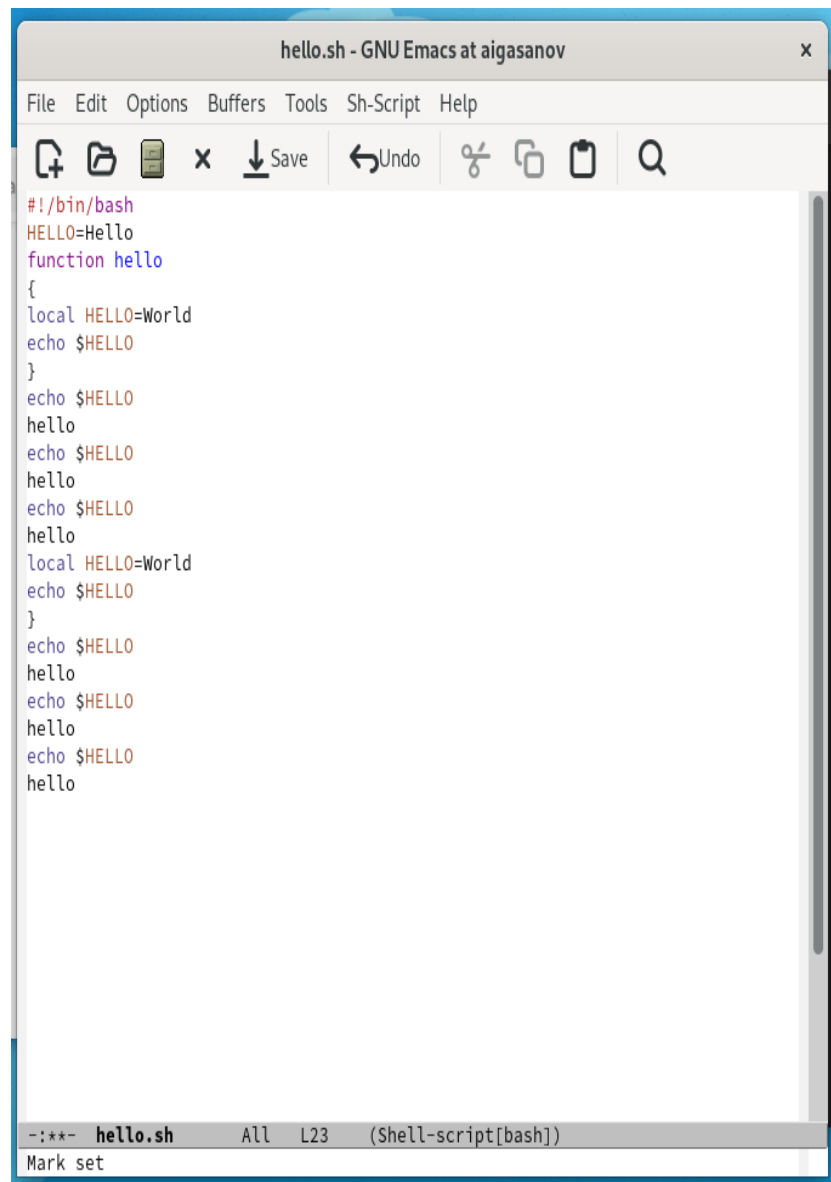 hello.sh - GNU Emacs at aigasanov x
File Edit Options Buffers Tools Sh-Script Help
Save Undo
#!/bin/bash
HELLO=Hello
function hello
{
local HELLO=World
echo $HELLO
}
echo $HELLO
hello
echo $HELLO
hello
echo $HELLO
hello
local HELLO=World
echo $HELLO
}
echo $HELLO
hello
echo $HELLO
hello
echo $HELLO
hello
-:**- hello.sh All L23 (Shell-script[bash])
Mark set